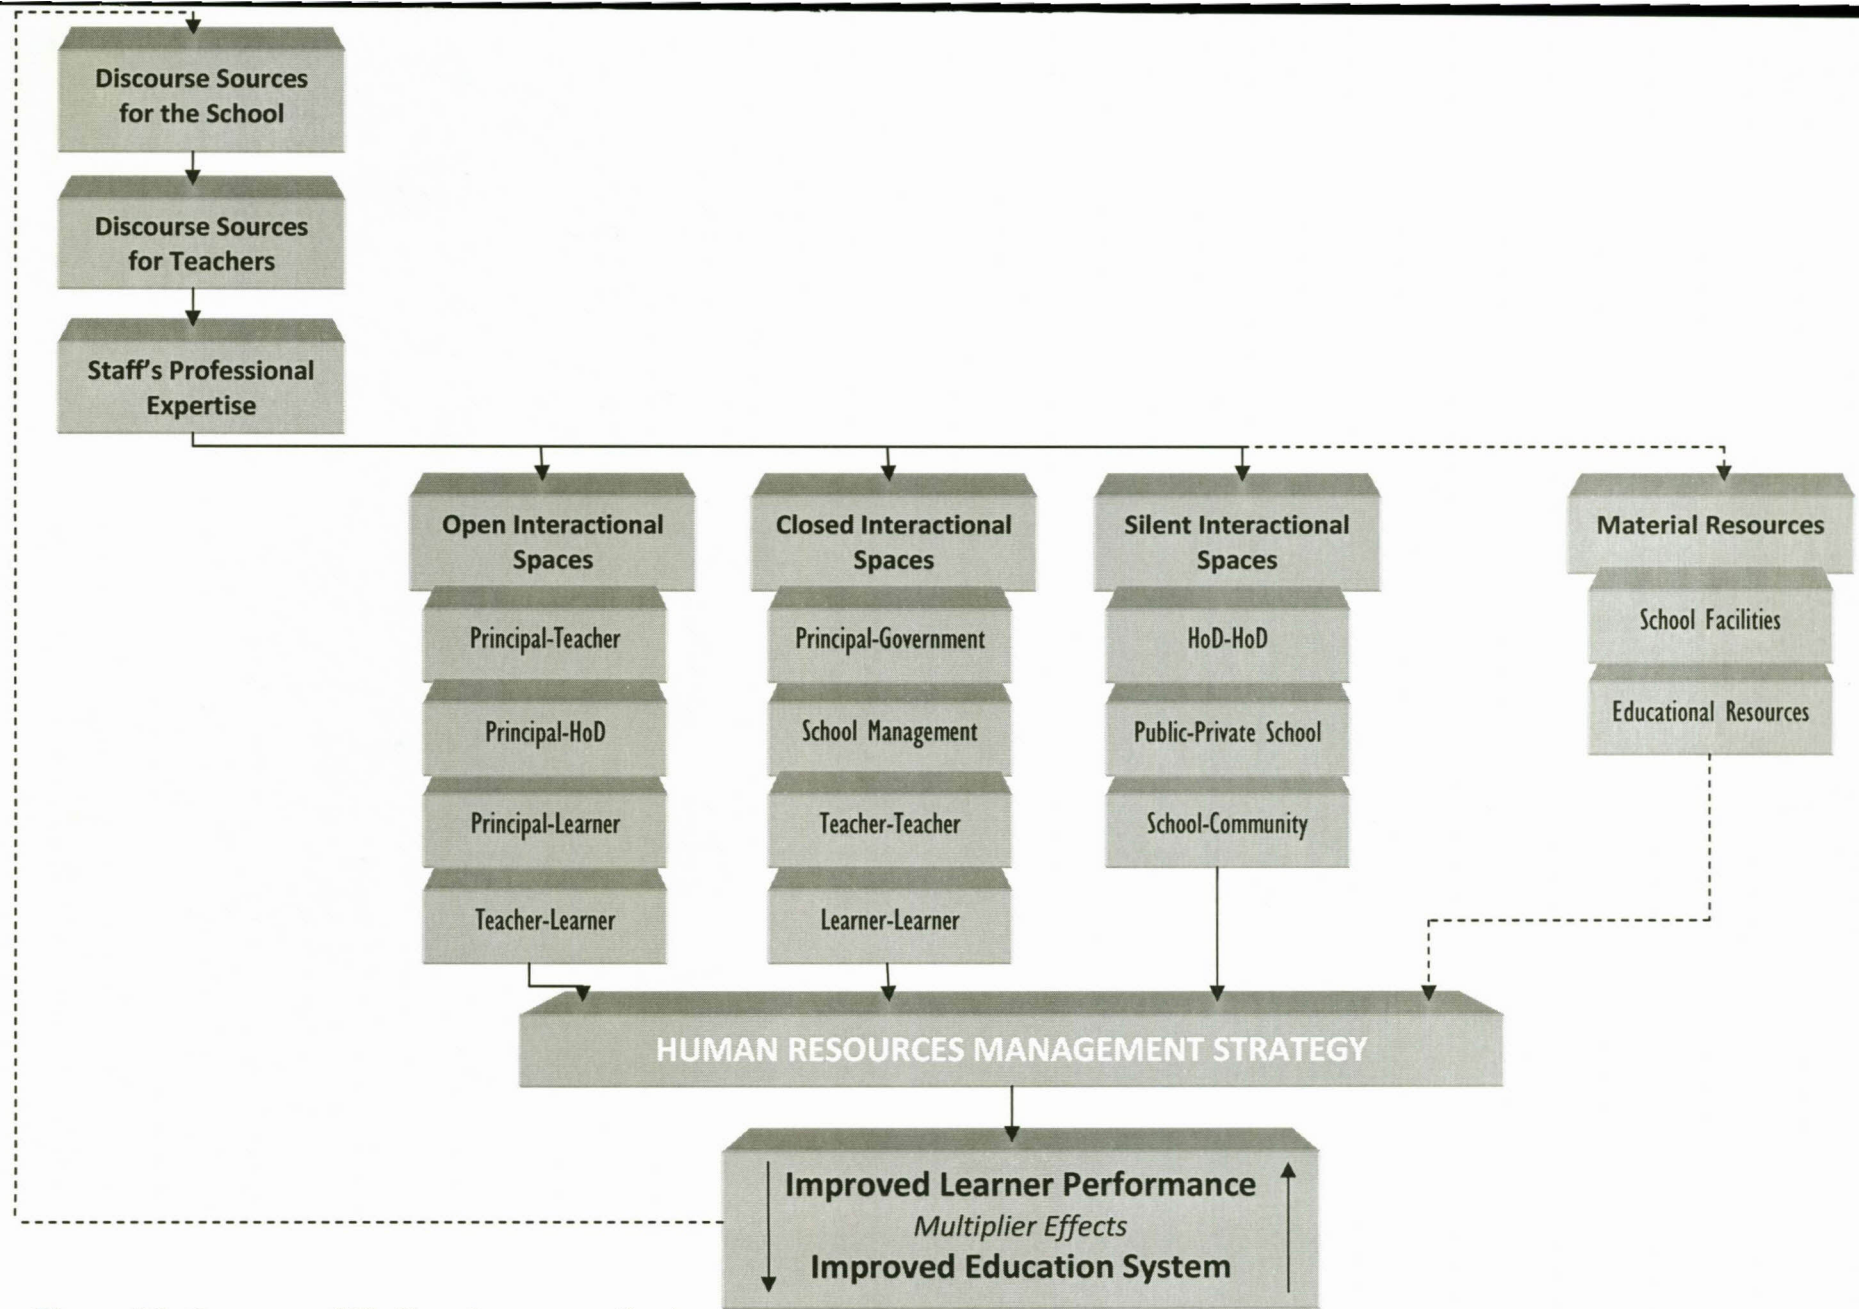 Discourse Sources
for the School
Discourse Sources
for Teachers
Staff's Professional
Expertise
Open Interactional
Spaces
Principal-Teacher
Principal-HoD
Principal-Learner
Teacher-Learner
Closed Interactional
Spaces
Principal-Government
School Management
Teacher-Teacher
Learner-Learner
Silent Interactional
Spaces
HoD-HoD
Public-Private School
School-Community
Material Resources
School Facilities
Educational Resources
HUMAN RESOURCES MANAGEMENT STRATEGY
Improved Learner Performance
Multiplier Effects
Improved Education System